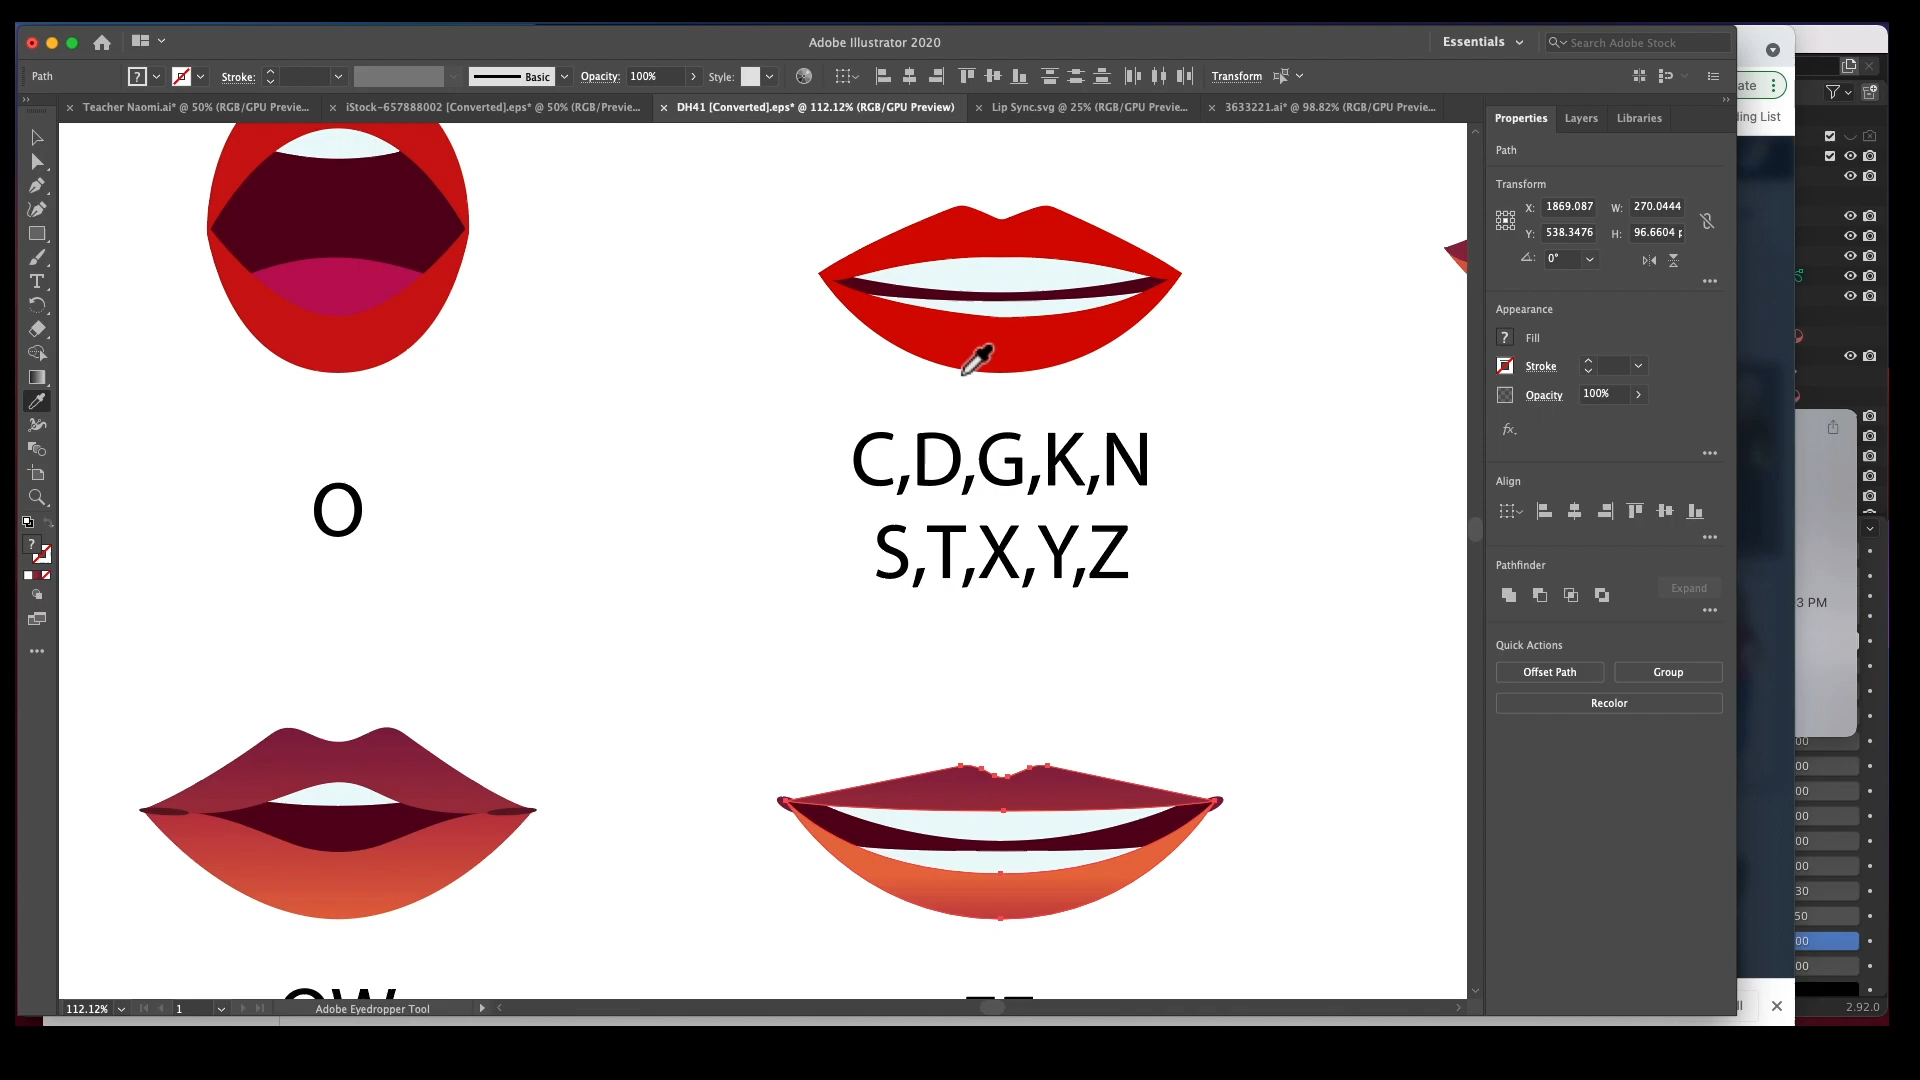 Adobe Illustrator 2020
Essentials
Search Adobe Stock
Path
?
Stroke:
Basic
Opacity:
100%
Style:
Transform
Teacher Naomi.ai* @ 50% (RGB/GPU Previe...
iStock-657888002 [Converted].eps* @ 50% (RGB/Previe...
DH41 [Converted].eps* @ 112.12% (RGB/GPU Preview)
Lip Sync.svg @ 25% (RGB/GPU Previe...
3633221.ai* @ 98.82% (RGB/GPU Previe...
Properties
Layers
Libraries
ate
ding List
Path
Transform
X:
1869.087
W:
270.0444
Y:
538.3476
H:
96.6604 p
0°
Appearance
?
Fill
Stroke
Opacity
100%
fx.
Align
Pathfinder
Expand
Quick Actions
Offset Path
Group
Recolor
O
C,D,G,K,N
S,T,X,Y,Z
?
3 PM
00
00
00
00
00
00
30
50
00
00
2.92.0
112.12%
1
Adobe Eyedropper Tool